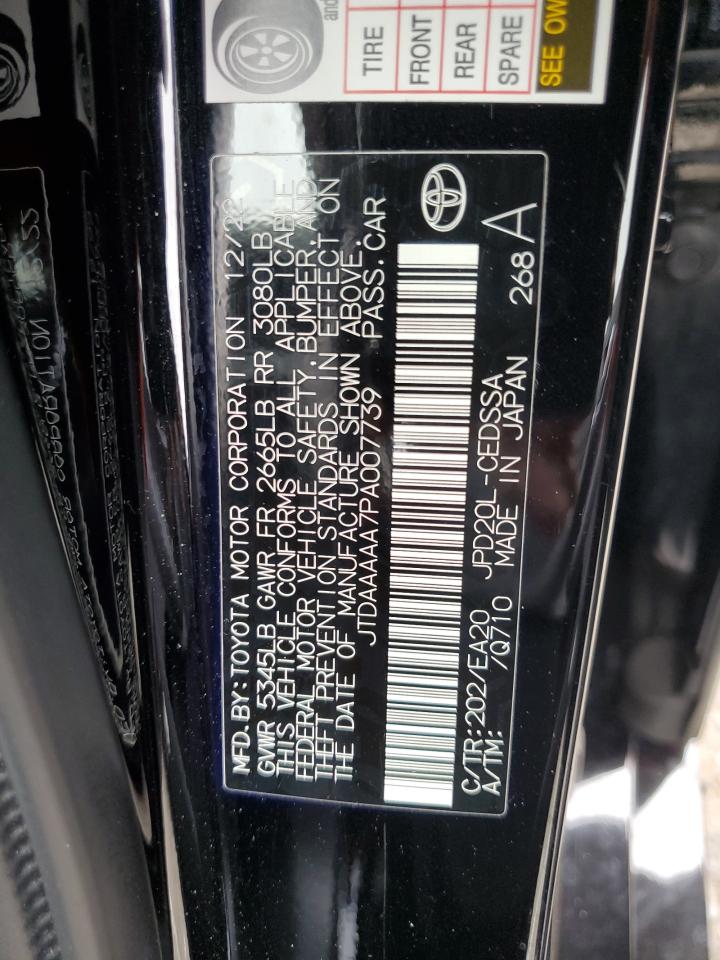 and
TIRE
FRONT
REAR
SPARE
SEE OW
MFD.BY:TOYOTA MOTOR CORPORATION 12/22
GVWR 5345LB GAWR FR 2665LB RR 3080LB
THIS VEHICLE CONFORMS TO ALL APPLICABLE
FEDERAL MOTOR VEHICLE SAFETY,BUMPER,AND
THEFT PREVENTION STANDARDS IN EFFECT ON
THE DATE OF MANUFACTURE SHOWN ABOVE.
JTDAAAAA7PA007739 PASS.CAR
C/TR:202/EA20 JPD20L-CEDSSA
A/TM: /Q710 MADE IN JAPAN 268A